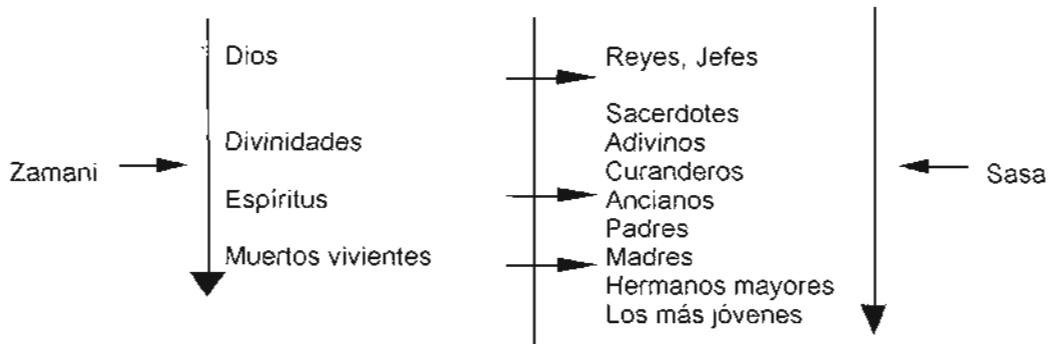 Zamani
Dios
Divinidades
Espíritus
Muertos vivientes
Reyes, Jefes
Sacerdotes
Adivinos
Curanderos
Ancianos
Padres
Madres
Hermanos mayores
Los más jóvenes
Sasa